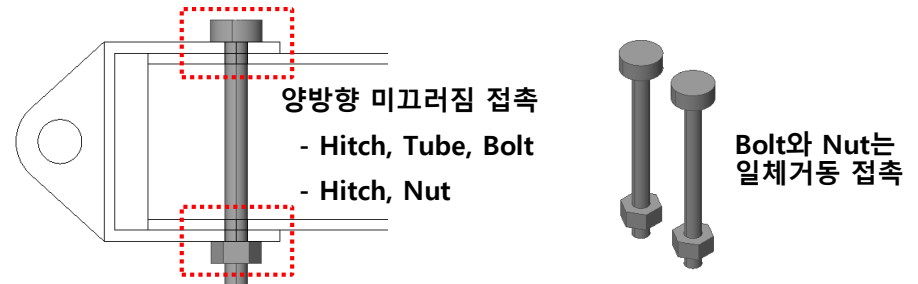 양방향 미끄러짐 접촉
- Hitch, Tube, Bolt
- Hitch, Nut
Bolt와 Nut는
일체거동 접촉